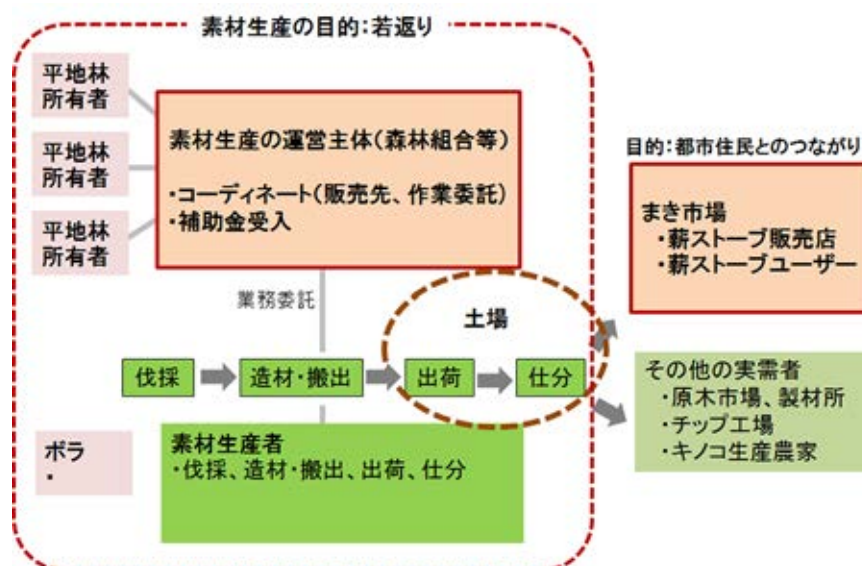 素材生産の目的：若返り
平地林
所有者
平地林
所有者
平地林
所有者
素材生産の運営主体（森林組合等）
・コーディネート（販売先、作業委託）
・補助金受入
目的：都市住民とのつながり
まき市場
・薪ストーブ販売店
・薪ストーブユーザー
業務委託
土場
伐採
造材・搬出
出荷
仕分
その他の実需者
・原木市場、製材所
・チップ工場
・キノコ生産農家
ボラ
・
素材生産者
・伐採、造材・搬出、出荷、仕分